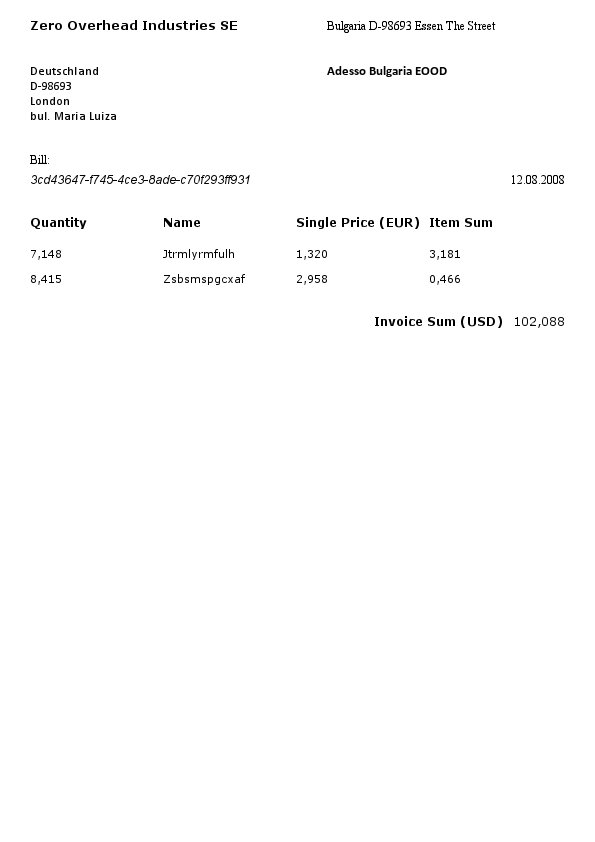 Zero Overhead Industries SE
Bulgaria D-98693 Essen The Street
Deutschland
D-98693
London
bul. Maria Luiza
Adesso Bulgaria EOOD
Bill:
3cd43647-f745-4ce3-8ade-c70f293ff931
12.08.2008
Quantity Name Single Price (EUR) Item Sum
7,148 Jtrmlyrmfulh 1,320 3,181
8,415 Zsbsmspgcxaf 2,958 0,466
Invoice Sum (USD) 102,088